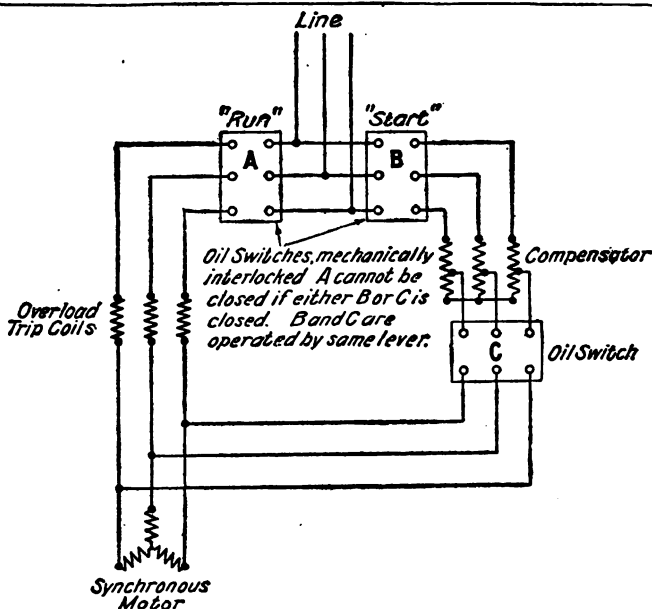 Line
"Run"
"Start"
A
B
Oil Switches, mechanically
interlocked A cannot be
closed if either B or C is
closed. B and C are
operated by same lever.
Compensator
Overload
Trip Coils
C
Oil Switch
Synchronous
Motor